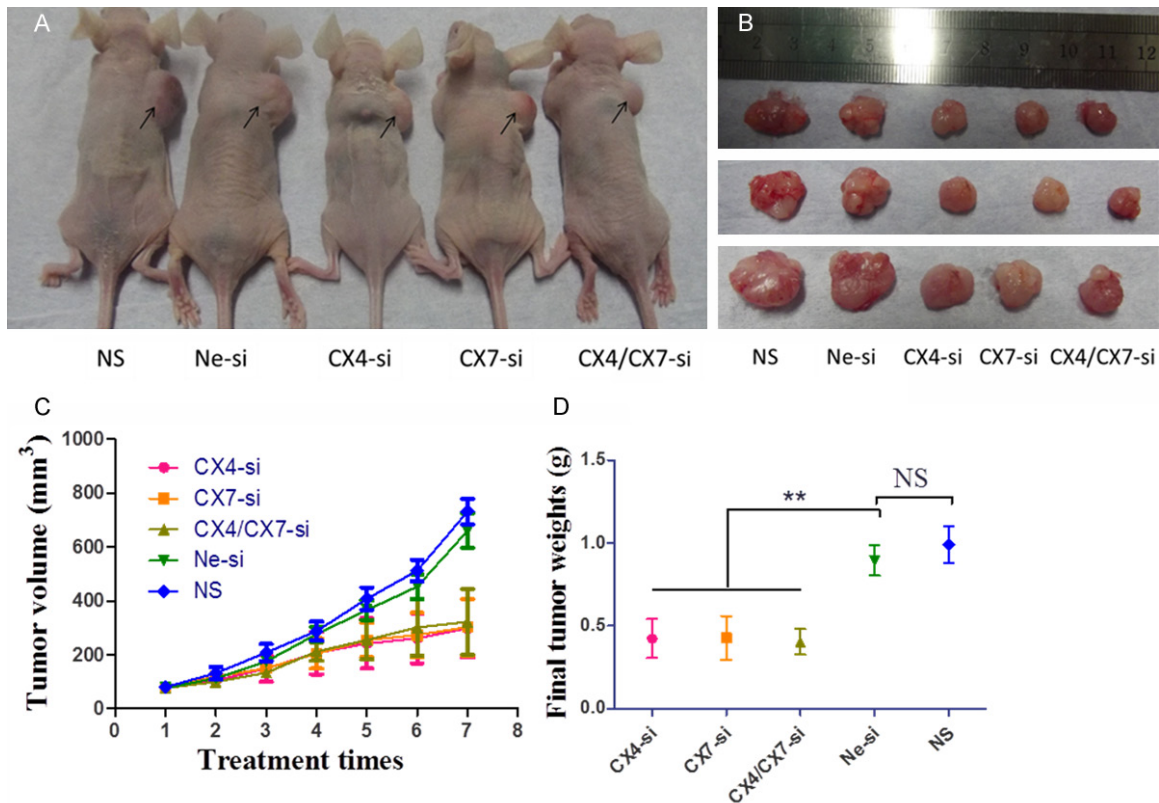 A
B
2 3 4 5 7 8 9 10 11 12
NS Ne-si CX4-si CX7-si CX4/CX7-si
NS Ne-si CX4-si CX7-si CX4/CX7-si
C
Tumor volume (mm³)
1000
800
600
400
200
0
CX4-si
CX7-si
CX4/CX7-si
Ne-si
NS
0 1 2 3 4 5 6 7 8
Treatment times
D
Final tumor weights (g)
1.5
1.0
0.5
0.0
**
NS
CX4-si
CX7-si
CX4/CX7-si
Ne-si
NS